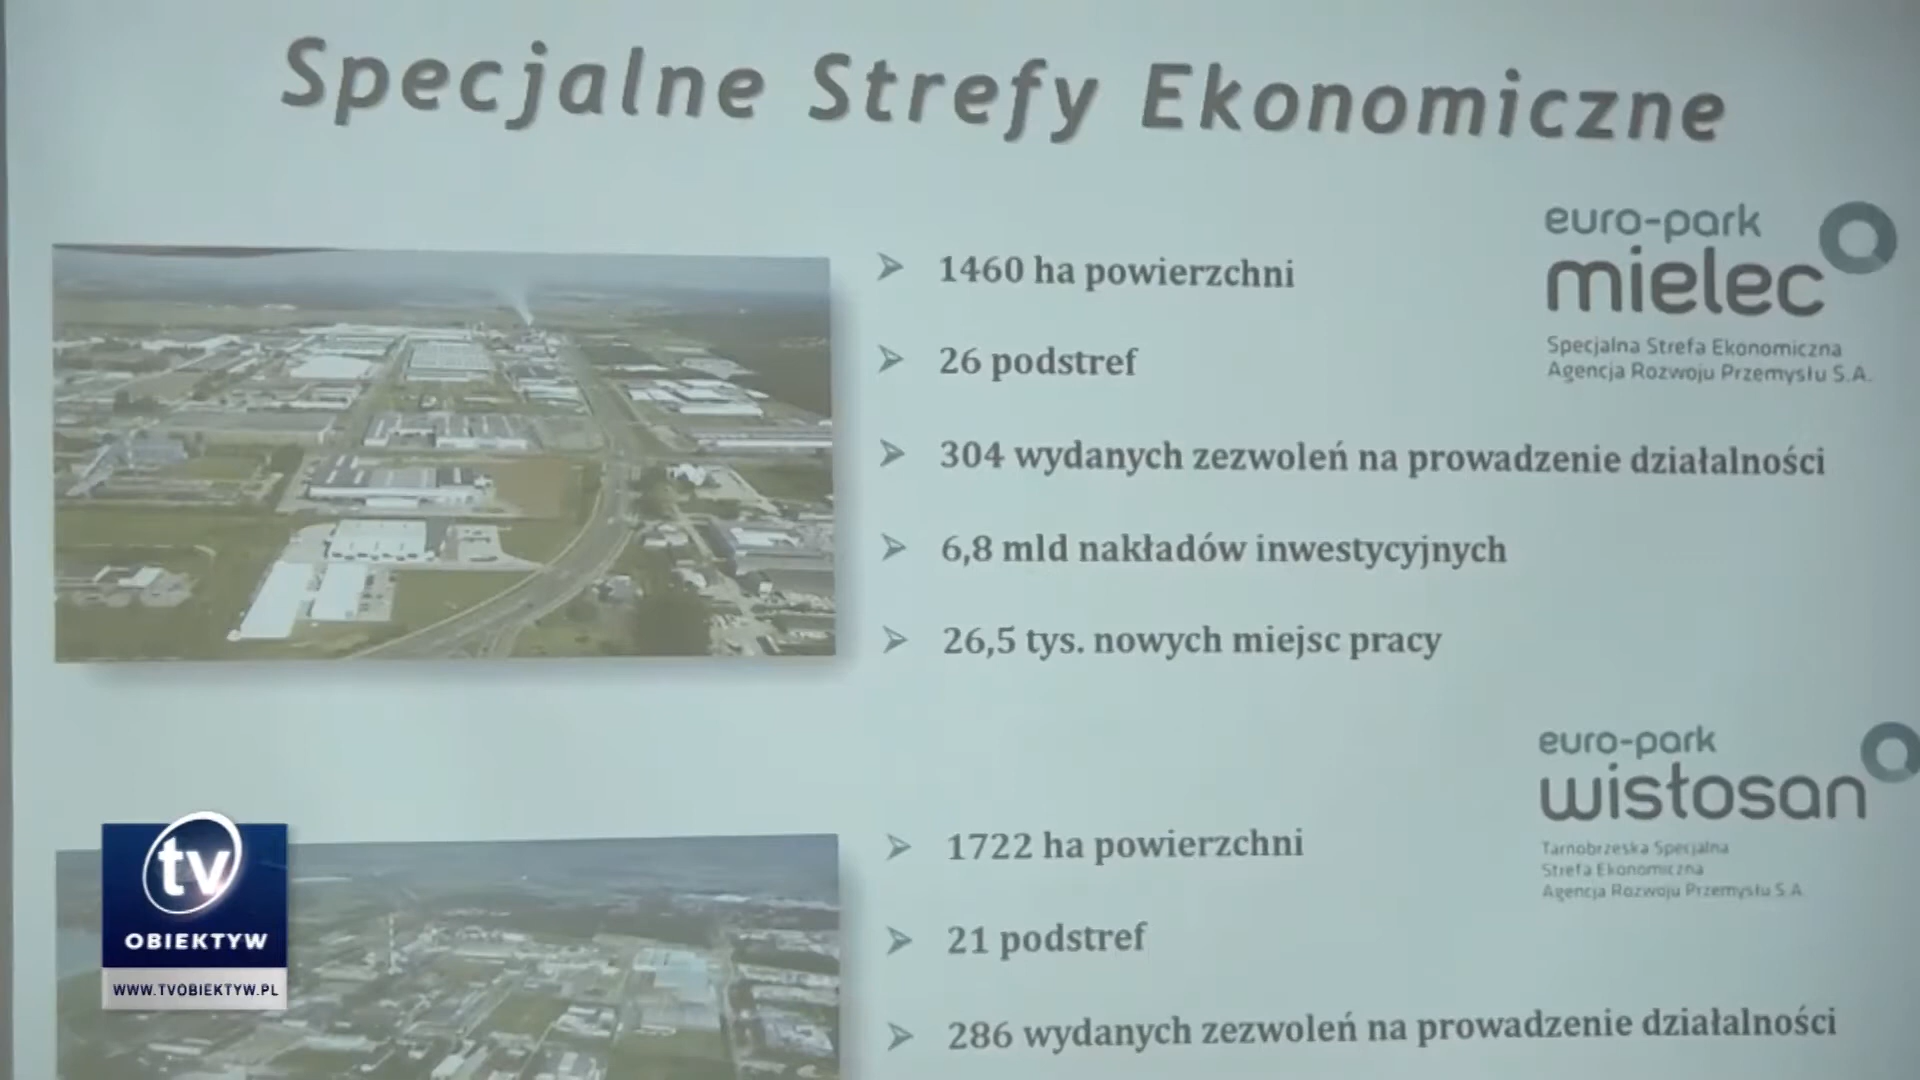 Specjalne Strefy Ekonomiczne
euro-park
mielec
Specjalna Strefa Ekonomiczna
Agencja Rozwoju Przemysłu S.A.
1460 ha powierzchni
26 podstref
304 wydanych zezwoleń na prowadzenie działalności
6,8 mld nakładów inwestycyjnych
26,5 tys. nowych miejsc pracy
euro-park
wisłosan
Tarnobrzeska Specjalna
Strefa Ekonomiczna
Agencja Rozwoju Przemysłu S.A.
1722 ha powierzchni
21 podstref
286 wydanych zezwoleń na prowadzenie działalności
tv
OBIEKTYW
WWW.TVOBIEKTYW.PL